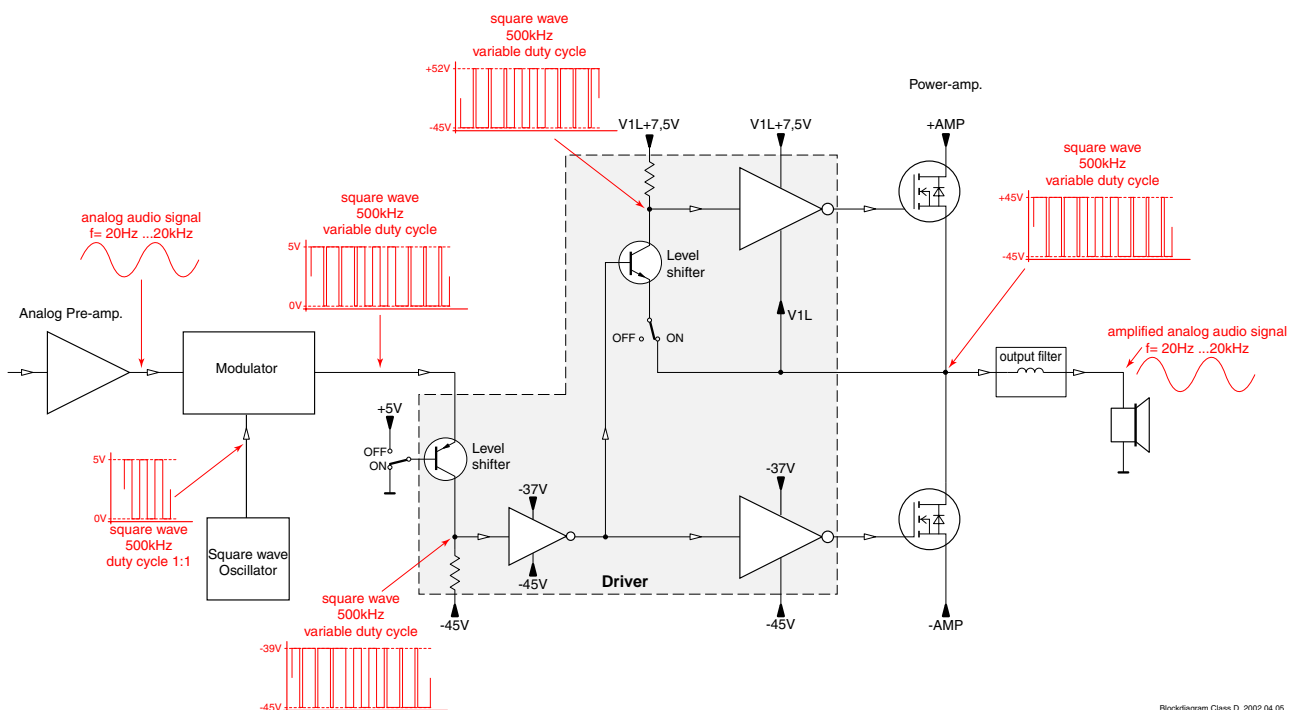 square wave
500kHz
variable duty cycle
+52V
-45V
Power-amp.
V1L+7,5V
V1L+7,5V
+AMP
square wave
500kHz
variable duty cycle
+45V
-45V
square wave
500kHz
variable duty cycle
5V
0V
analog audio signal
f= 20Hz ...20kHz
Level
shifter
Analog Pre-amp.
V1L
OFF
ON
amplified analog audio signal
f= 20Hz ...20kHz
output filter
Modulator
+5V
OFF
ON
Level
shifter
5V
0V
square wave
500kHz
duty cycle 1:1
Square wave
Oscillator
-37V
-45V
-37V
Driver
-45V
-45V
-AMP
square wave
500kHz
variable duty cycle
-39V
-45V
Blockdiagram Class D 2002 04 05